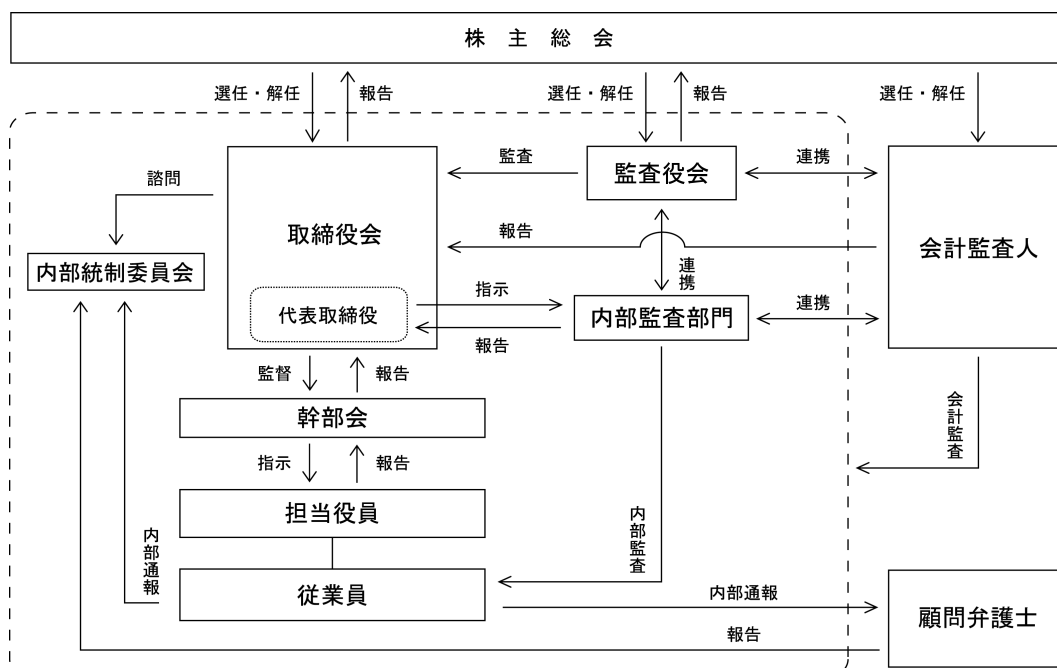 株主総会
選任・解任
報告
選任・解任
報告
選任・解任
諮問
取締役会
監査
監査役会
連携
会計監査人
報告
内部統制委員会
連携
代表取締役
指示
報告
内部監査部門
連携
監督
報告
幹部会
会計監査
指示
報告
担当役員
内部監査
内部通報
従業員
内部通報
顧問弁護士
報告